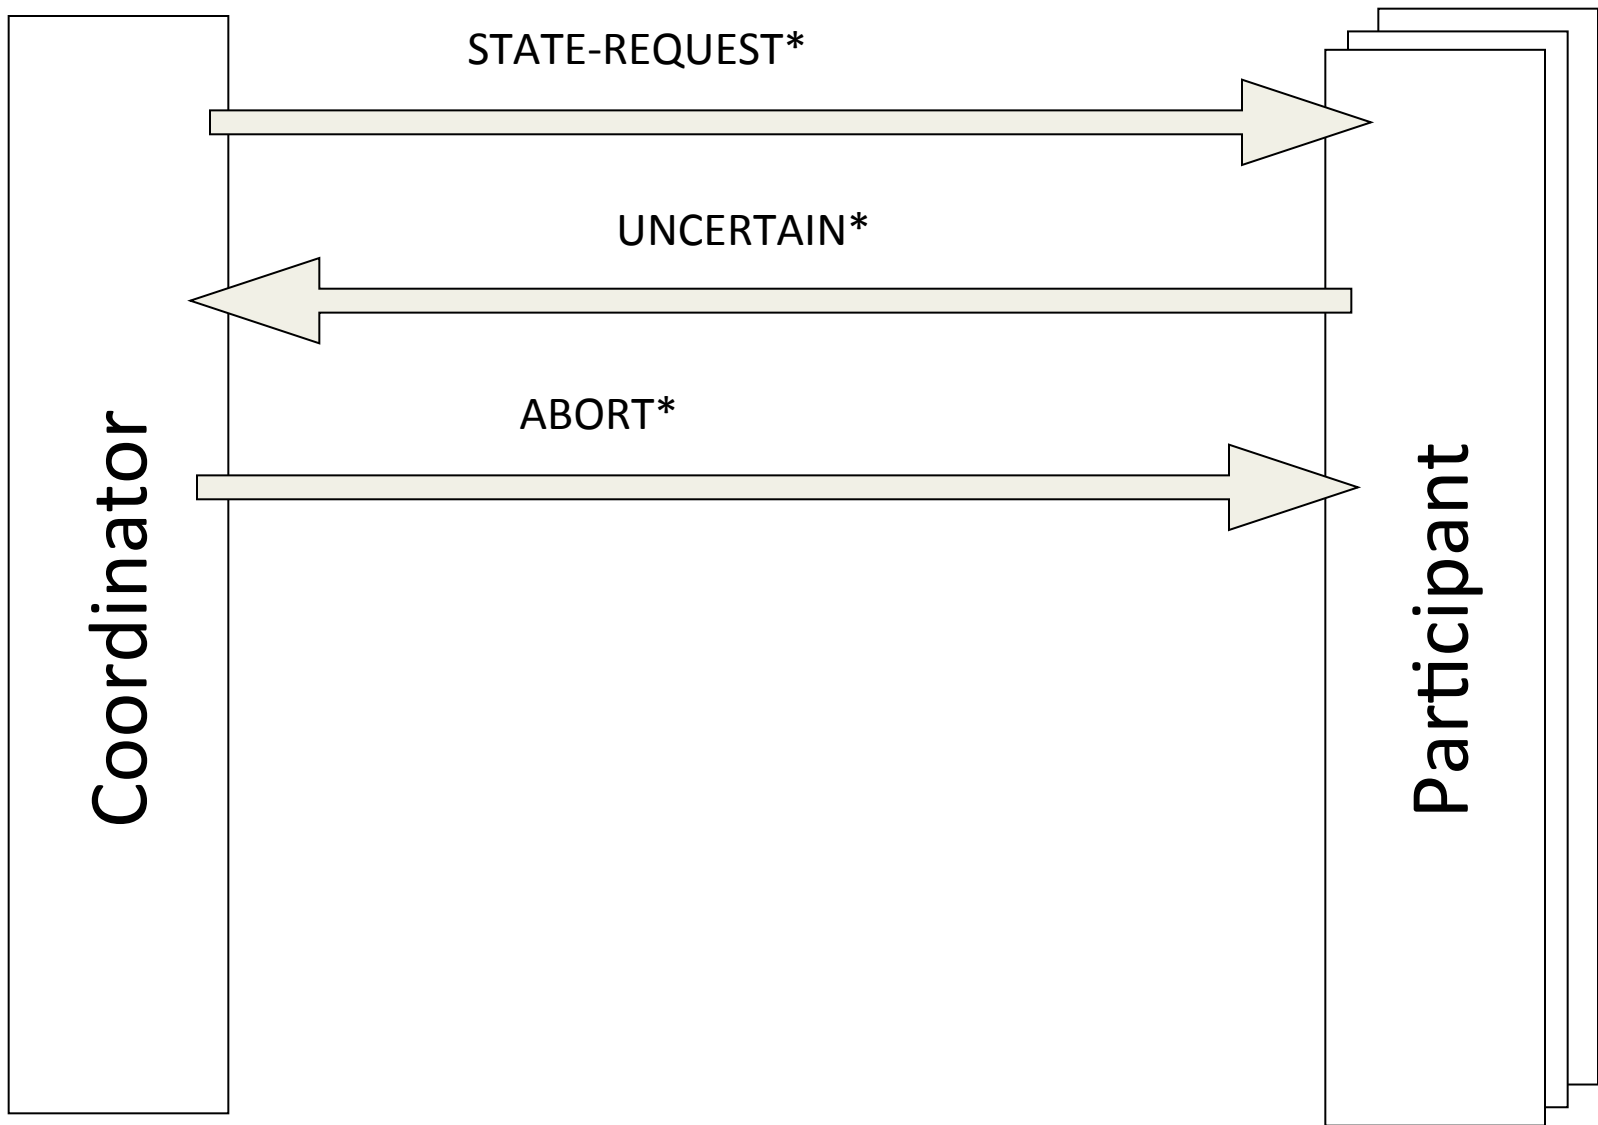 STATE-REQUEST*
UNCERTAIN*
ABORT*
Coordinator
Participant